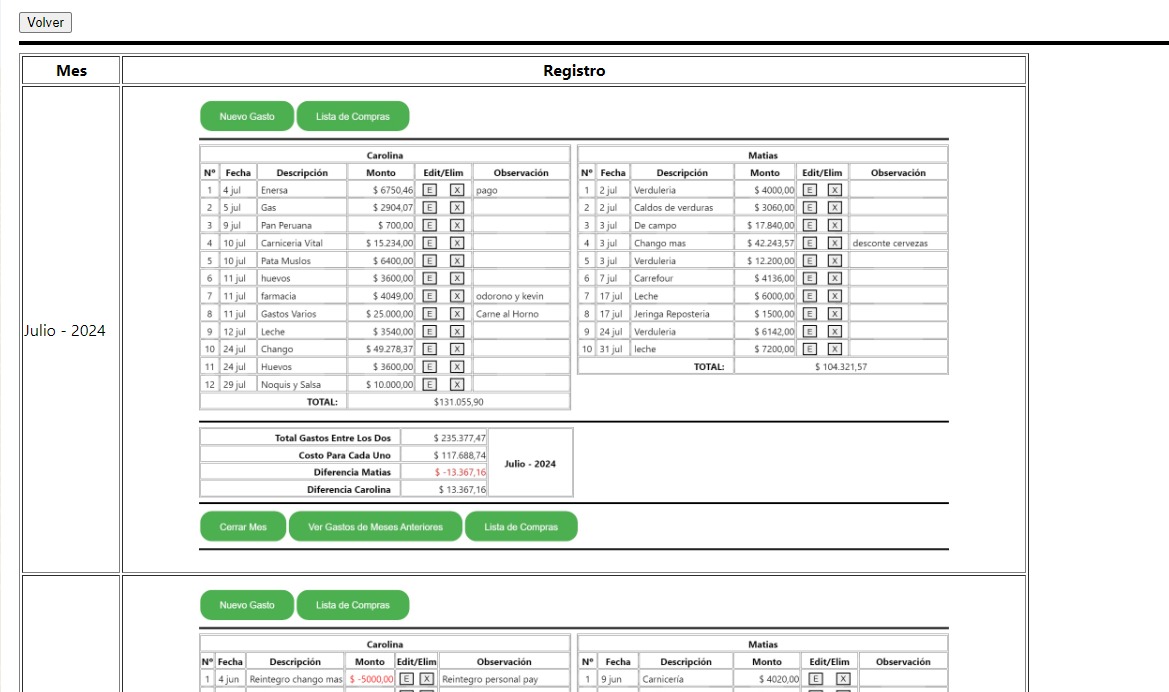 Volver
Mes Registro
Julio - 2024
Nuevo Gasto Lista de Compras
Carolina
Nº Fecha Descripción Monto Edit/Elim Observación
1 4 jul Enersa $ 6750,46 E X pago
2 5 jul Gas $ 2904,07 E X
3 9 jul Pan Peruana $ 700,00 E X
4 10 jul Carniceria Vital $ 15.234,00 E X
5 10 jul Pata Muslos $ 6400,00 E X
6 11 jul huevos $ 3600,00 E X
7 11 jul farmacia $ 4049,00 E X odorono y kevin
8 11 jul Gastos Varios $ 25.000,00 E X Carne al Horno
9 12 jul Leche $ 3540,00 E X
10 24 jul Chango $ 49.278,37 E X
11 24 jul Huevos $ 3600,00 E X
12 29 jul Noquis y Salsa $ 10.000,00 E X
TOTAL: $131.055,90
Matias
Nº Fecha Descripción Monto Edit/Elim Observación
1 2 jul Verduleria $ 4000,00 E X
2 2 jul Caldos de verduras $ 3060,00 E X
3 3 jul De campo $ 17.840,00 E X
4 3 jul Chango mas $ 42.243,57 E X desconte cervezas
5 3 jul Verduleria $ 12.200,00 E X
6 7 jul Carrefour $ 4136,00 E X
7 17 jul Leche $ 6000,00 E X
8 17 jul Jeringa Reposteria $ 1500,00 E X
9 24 jul Verduleria $ 6142,00 E X
10 31 jul leche $ 7200,00 E X
TOTAL: $ 104.321,57
Total Gastos Entre Los Dos $ 235.377,47
Costo Para Cada Uno $ 117.688,74
Diferencia Matias $ -13.367,16
Diferencia Carolina $ 13.367,16
Julio - 2024
Cerrar Mes Ver Gastos de Meses Anteriores Lista de Compras
Nuevo Gasto Lista de Compras
Carolina
Nº Fecha Descripción Monto Edit/Elim Observación
1 4 jun Reintegro chango mas $ -5000,00 E X Reintegro personal pay
Matias
Nº Fecha Descripción Monto Edit/Elim Observación
1 9 jun Carnicería $ 4020,00 E X